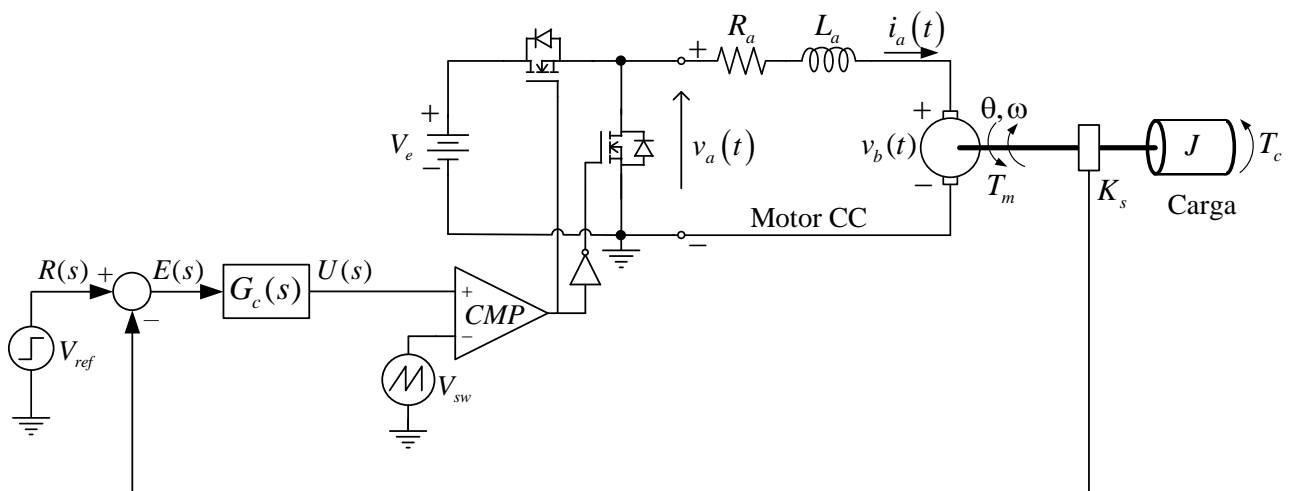 R_a
L_a
i_a(t)
+
+
+
V_e
−
v_a(t)
v_b(t)
−
θ, ω
T_m
K_s
J
T_c
Carga
Motor CC
−
R(s)
+
E(s)
−
G_c(s)
U(s)
+
CMP
−
V_ref
V_sw